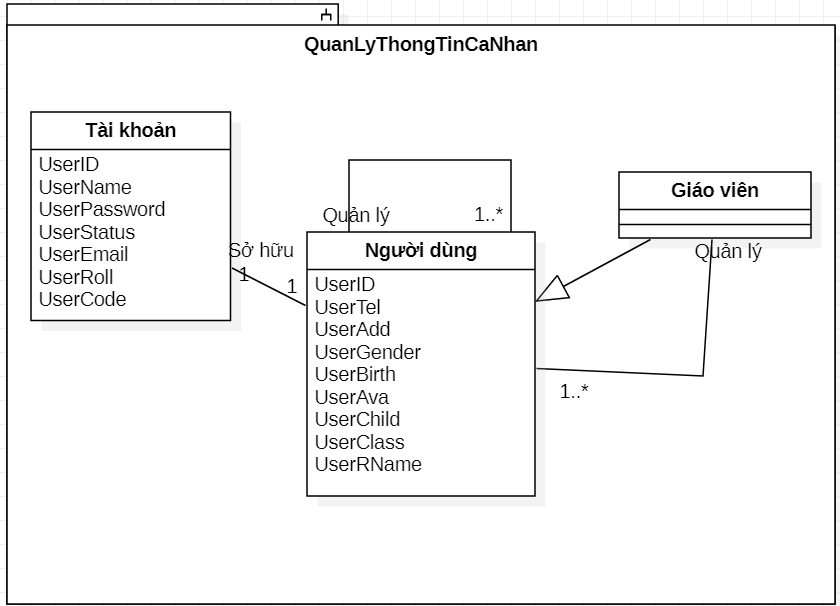 QuanLyThongTinCaNhan
Tài khoản
UserID
UserName
UserPassword
UserStatus
UserEmail
UserRoll
UserCode
Sở hữu
1
1
Quản lý
1..*
Người dùng
UserID
UserTel
UserAdd
UserGender
UserBirth
UserAva
UserChild
UserClass
UserRName
Giáo viên
Quản lý
1..*